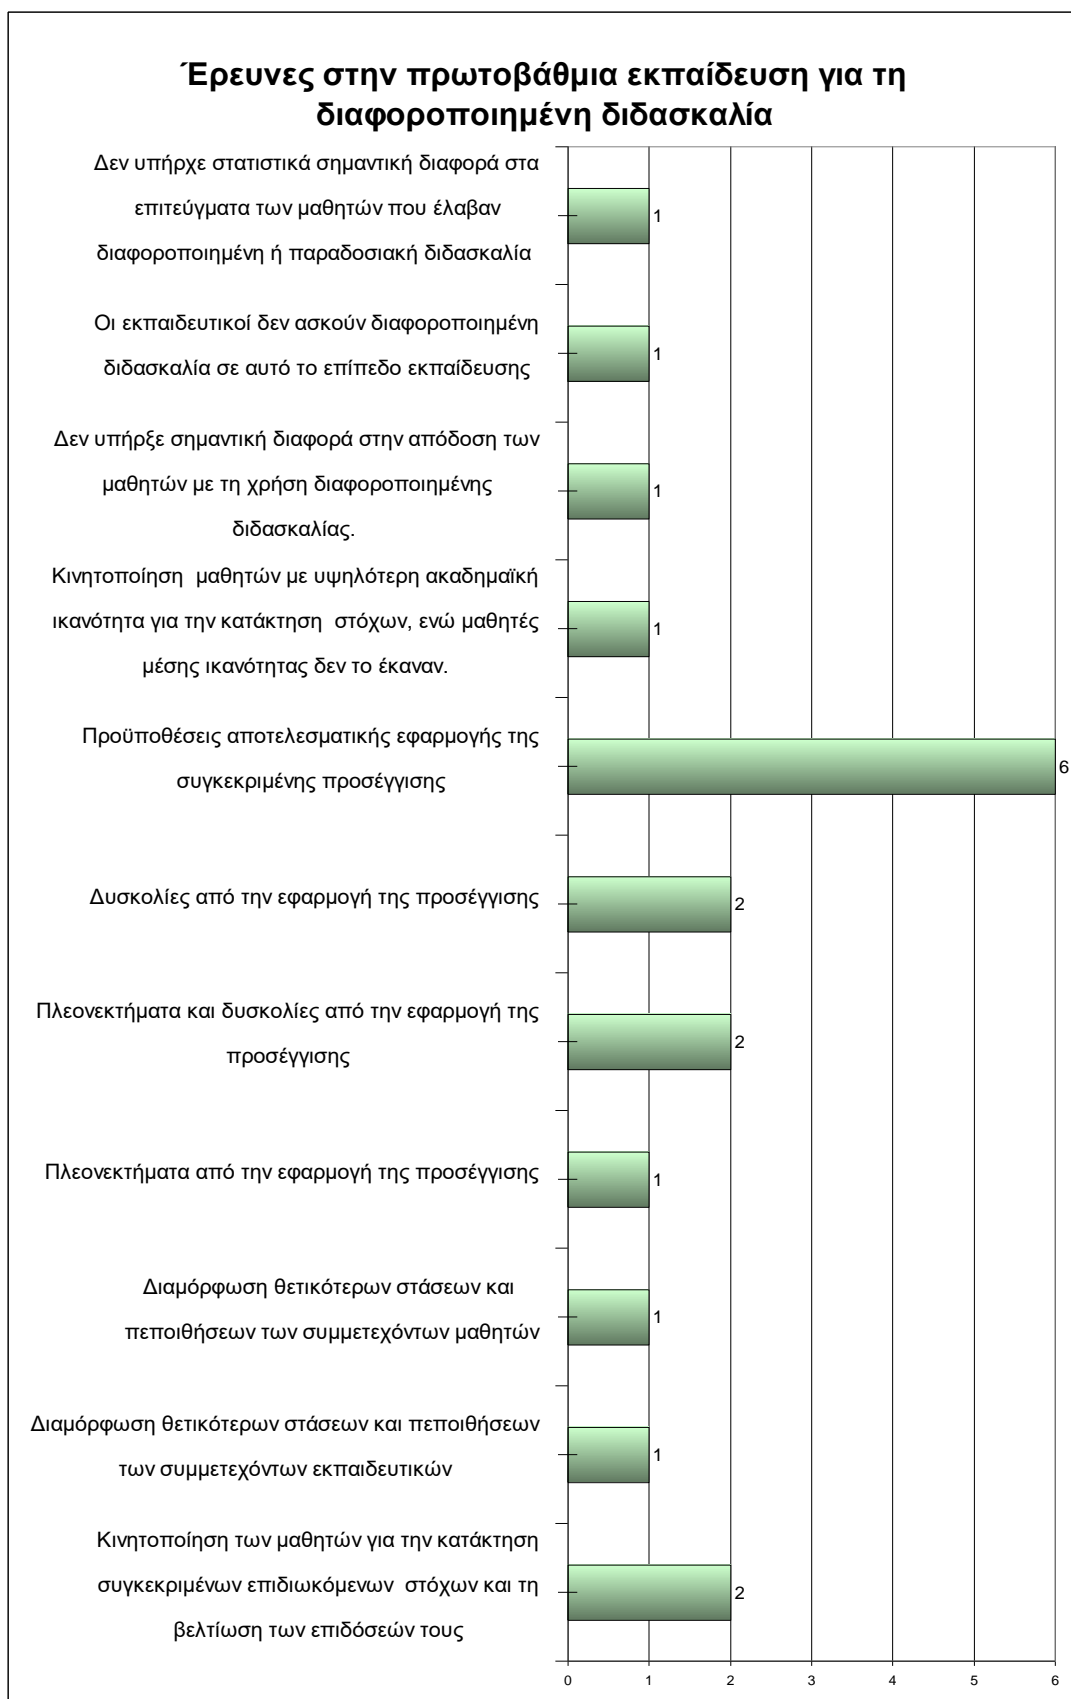 Έρευνες στην πρωτοβάθμια εκπαίδευση για τη
διαφοροποιημένη διδασκαλία
Δεν υπήρχε στατιστικά σημαντική διαφορά στα
επιτεύγματα των μαθητών που έλαβαν
διαφοροποιημένη ή παραδοσιακή διδασκαλία
1
Οι εκπαιδευτικοί δεν ασκούν διαφοροποιημένη
διδασκαλία σε αυτό το επίπεδο εκπαίδευσης
1
Δεν υπήρξε σημαντική διαφορά στην απόδοση των
μαθητών με τη χρήση διαφοροποιημένης
διδασκαλίας.
1
Κινητοποίηση μαθητών με υψηλότερη ακαδημαϊκή
ικανότητα για την κατάκτηση στόχων, ενώ μαθητές
μέσης ικανότητας δεν το έκαναν.
1
Προϋποθέσεις αποτελεσματικής εφαρμογής της
συγκεκριμένης προσέγγισης
6
Δυσκολίες από την εφαρμογή της προσέγγισης
2
Πλεονεκτήματα και δυσκολίες από την εφαρμογή της
προσέγγισης
2
Πλεονεκτήματα από την εφαρμογή της προσέγγισης
1
Διαμόρφωση θετικότερων στάσεων και
πεποιθήσεων των συμμετεχόντων μαθητών
1
Διαμόρφωση θετικότερων στάσεων και πεποιθήσεων
των συμμετεχόντων εκπαιδευτικών
1
Κινητοποίηση των μαθητών για την κατάκτηση
συγκεκριμένων επιδιωκόμενων στόχων και τη
βελτίωση των επιδόσεών τους
2
0 1 2 3 4 5 6